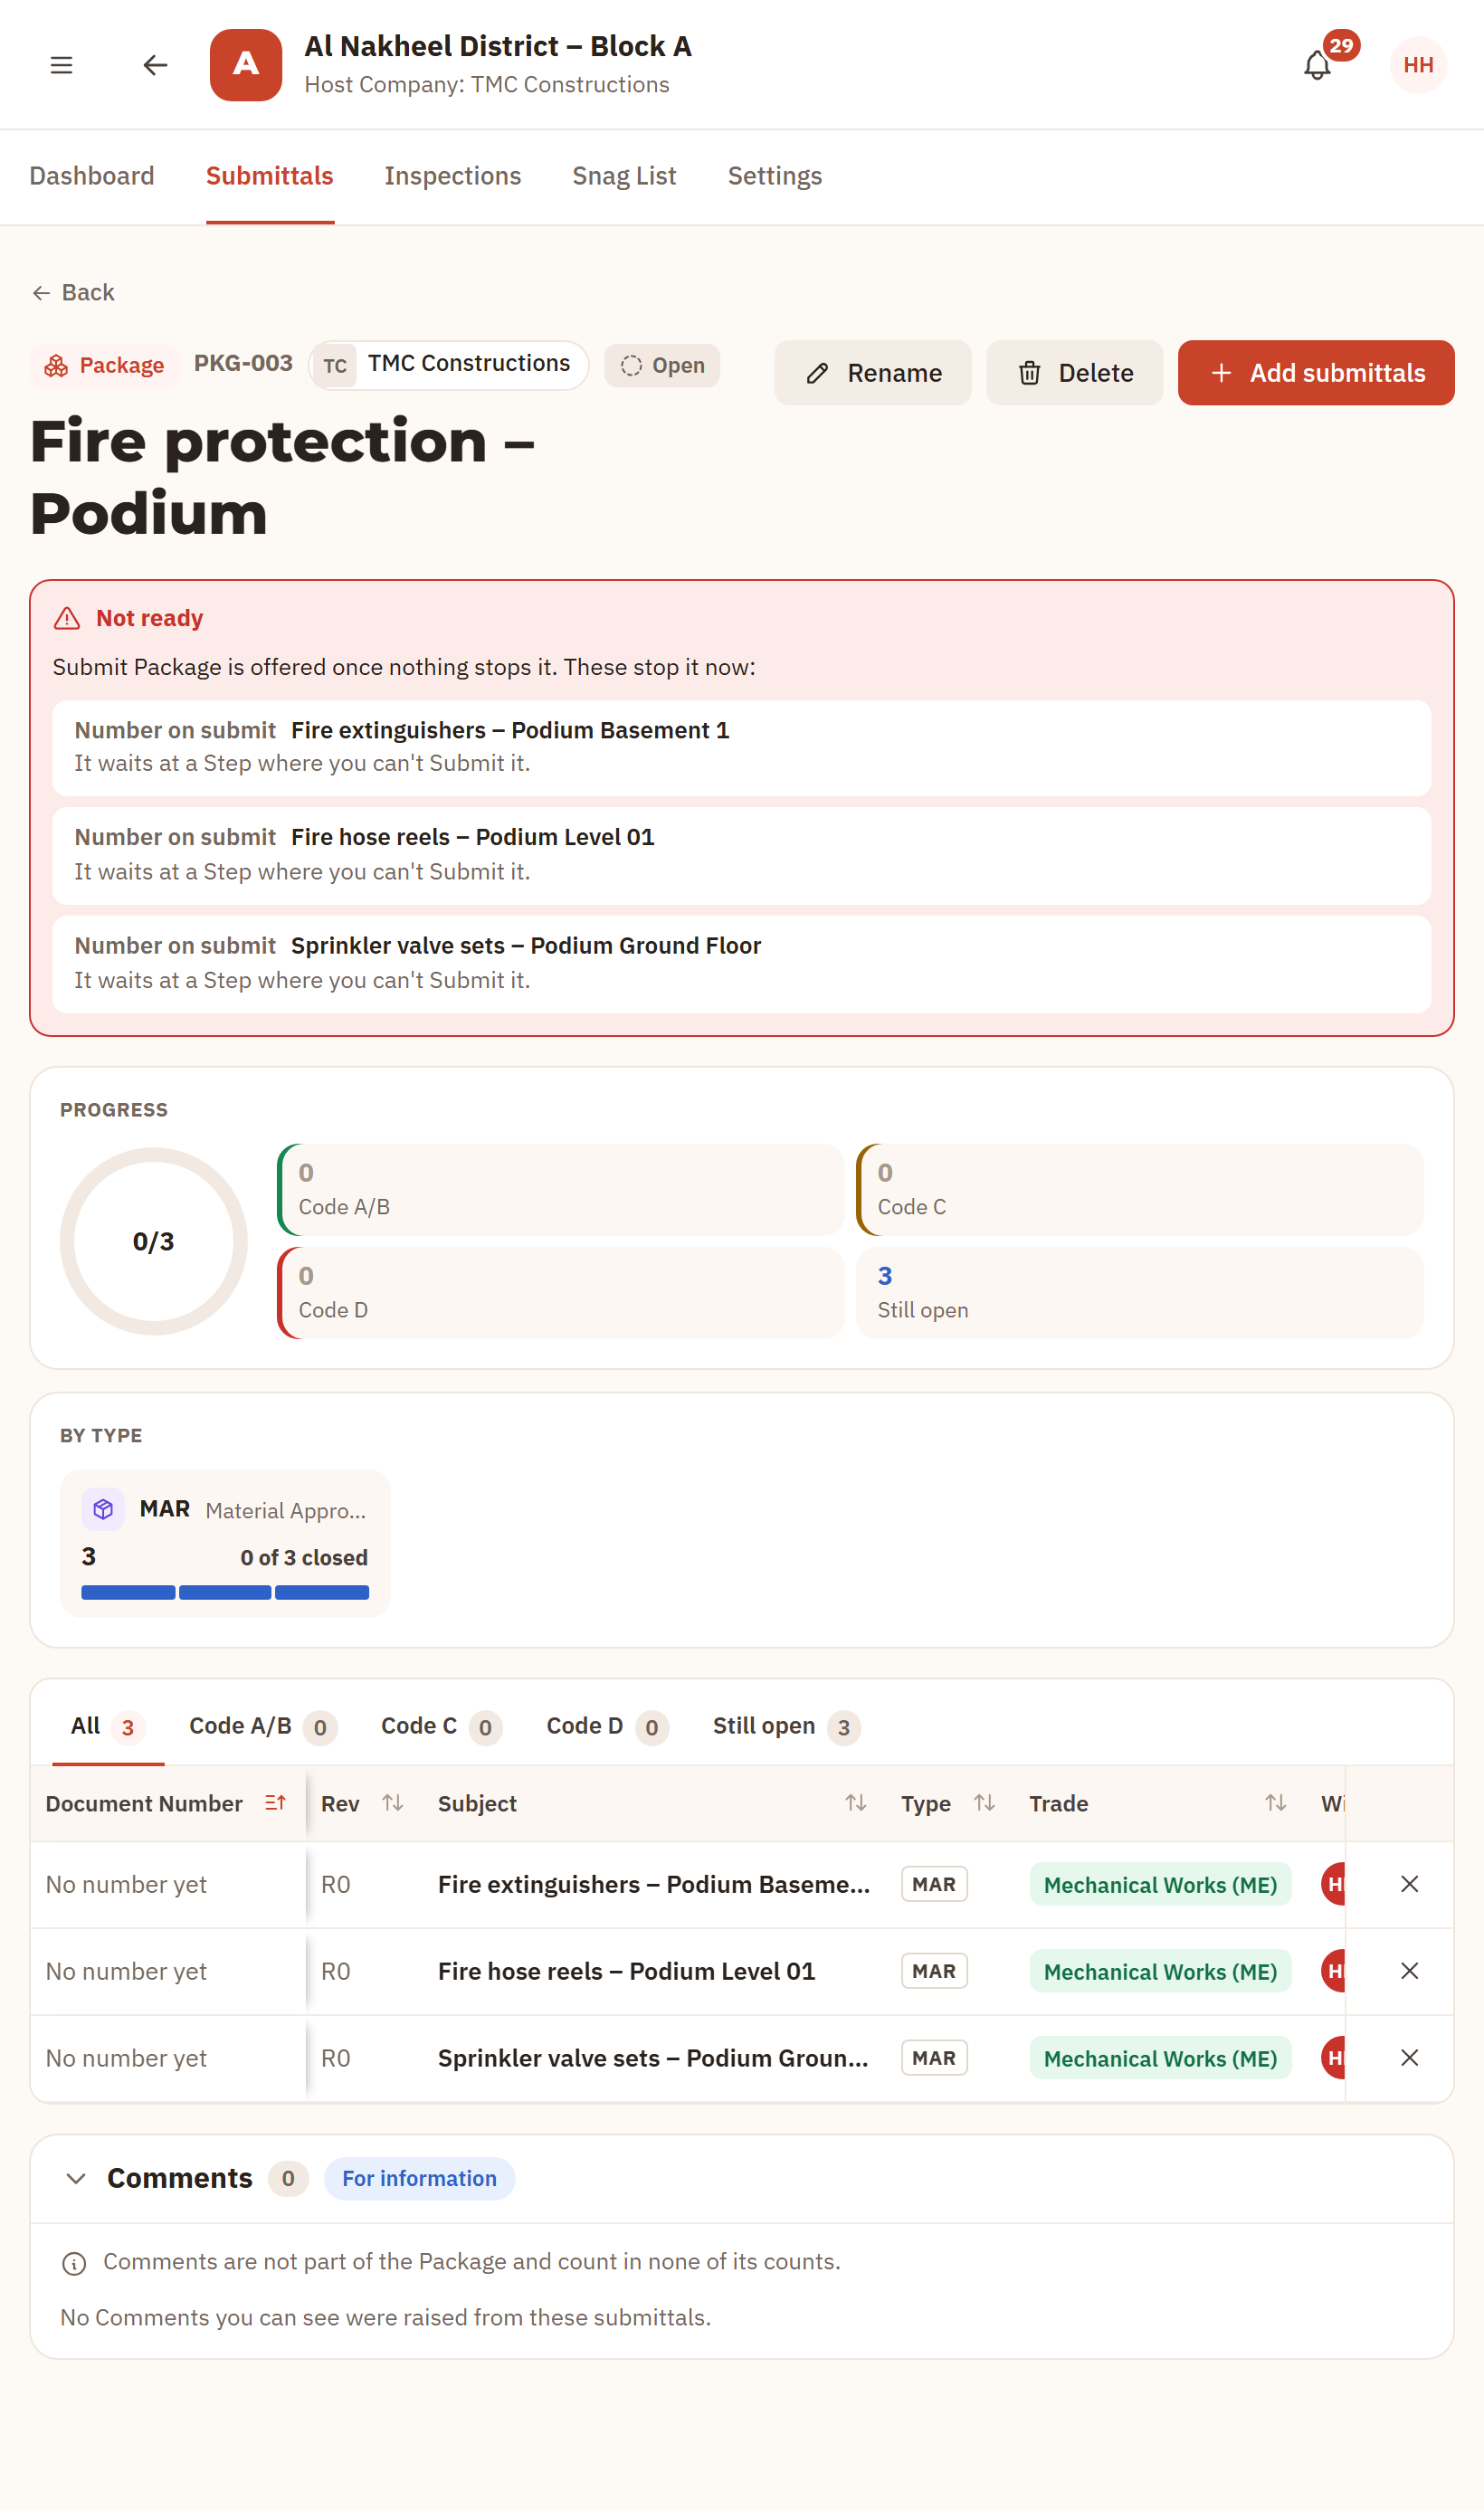 A
Al Nakheel District – Block A
Host Company: TMC Constructions
29
HH
Dashboard Submittals Inspections Snag List Settings
Back
Package PKG-003 TC TMC Constructions Open Rename Delete Add submittals
Fire protection –
Podium
Not ready
Submit Package is offered once nothing stops it. These stop it now:
Number on submit Fire extinguishers – Podium Basement 1
It waits at a Step where you can't Submit it.
Number on submit Fire hose reels – Podium Level 01
It waits at a Step where you can't Submit it.
Number on submit Sprinkler valve sets – Podium Ground Floor
It waits at a Step where you can't Submit it.
PROGRESS
0/3
0
Code A/B
0
Code C
0
Code D
3
Still open
BY TYPE
MAR Material Appro...
3 0 of 3 closed
All 3 Code A/B 0 Code C 0 Code D 0 Still open 3
Document Number Rev Subject Type Trade
No number yet R0 Fire extinguishers – Podium Baseme... MAR Mechanical Works (ME)
No number yet R0 Fire hose reels – Podium Level 01 MAR Mechanical Works (ME)
No number yet R0 Sprinkler valve sets – Podium Groun... MAR Mechanical Works (ME)
Comments 0 For information
Comments are not part of the Package and count in none of its counts.
No Comments you can see were raised from these submittals.